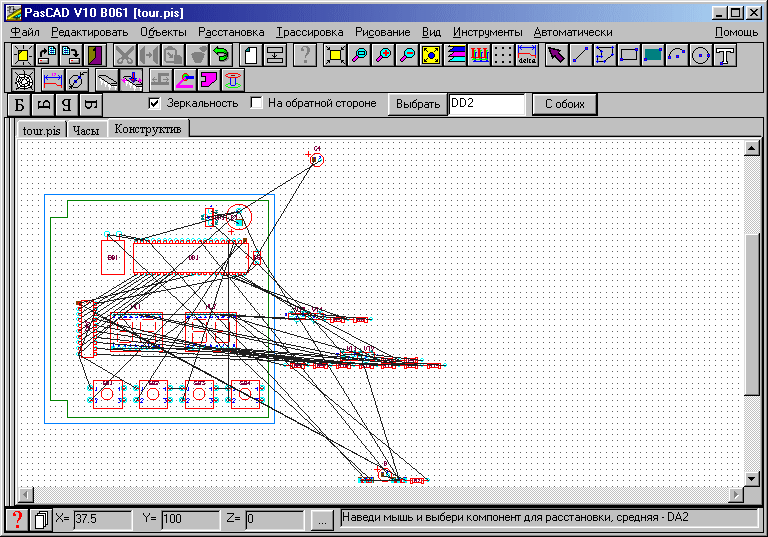 PasCAD V10 B061 [tour.pis]
Файл Редактировать Объекты Расстановка Трассировка Рисование Вид Инструменты Автоматически Помощь
Зеркальность На обратной стороне Выбрать DD2 С обоих
tour.pis Часы Конструктив
X= 37.5 Y= 100 Z= 0 ... Наведи мышь и выбери компонент для расстановки, средняя - DA2